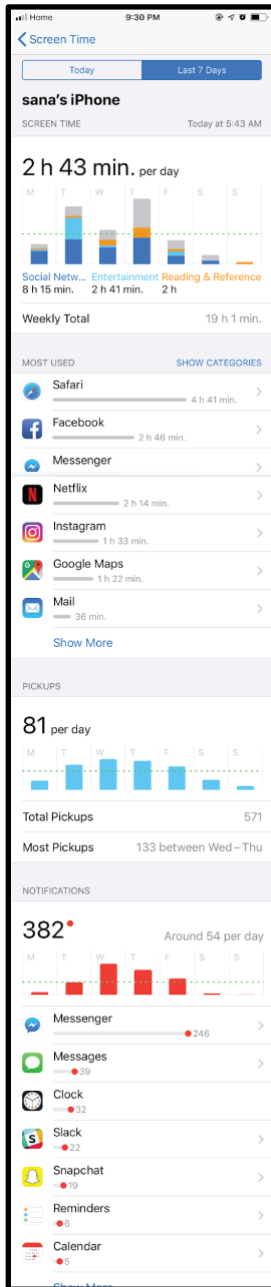 Home 9:30 PM
Screen Time
Today Last 7 Days
sana's iPhone
SCREEN TIME Today at 5:43 AM
2 h 43 min. per day
M T W T F S S
Social Netw... Entertainment Reading & Reference
8 h 15 min. 2 h 41 min. 2 h
Weekly Total 19 h 1 min.
MOST USED SHOW CATEGORIES
Safari
4 h 41 min.
Facebook
2 h 46 min.
Messenger
Netflix
2 h 14 min.
Instagram
1 h 33 min.
Google Maps
1 h 22 min.
Mail
36 min.
Show More
PICKUPS
81 per day
M T W T F S S
Total Pickups 571
Most Pickups 133 between Wed – Thu
NOTIFICATIONS
382 Around 54 per day
M T W T F S S
Messenger
246
Messages
39
Clock
32
Slack
22
Snapchat
19
Reminders
6
Calendar
5
Show More